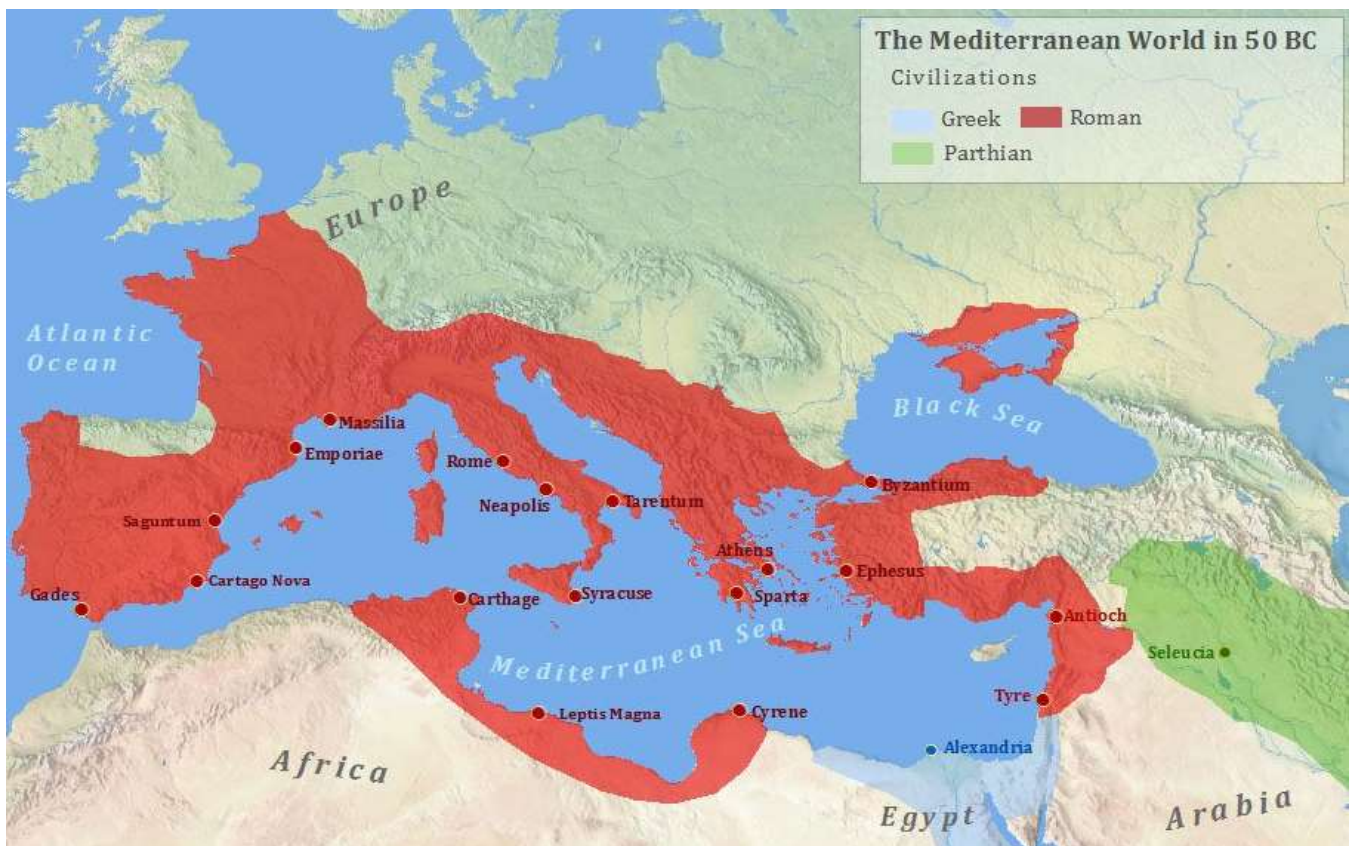 The Mediterranean World in 50 BC
Civilizations
Greek
Roman
Parthian
Europe
Atlantic
Ocean
Black Sea
Massilia
Emporiae
Rome
Neapolis
Tarentum
Byzantium
Saguntum
Athens
Ephesus
Cartago Nova
Gades
Carthage
Syracuse
Sparta
Antioch
Mediterranean Sea
Seleucia
Tyre
Leptis Magna
Cyrene
Alexandria
Africa
Egypt
Arabia